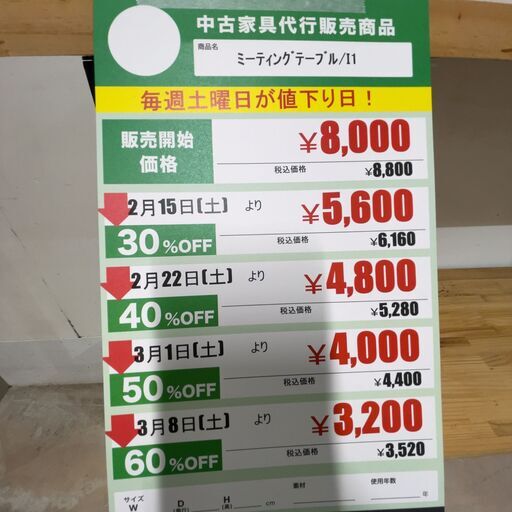 中古家具代行販売商品
商品名
ミーティングテーブル/I1
毎週土曜日が値下り日！
販売開始
価格
¥8,000
税込価格 ¥8,800
2月15日(土) より ¥5,600
30%OFF 税込価格 ¥6,160
2月22日(土) より ¥4,800
40%OFF 税込価格 ¥5,280
3月1日(土) より ¥4,000
50%OFF 税込価格 ¥4,400
3月8日(土) より ¥3,200
60%OFF 税込価格 ¥3,520
サイズ 素材 使用年数
W D(奥行) H(高) cm 年